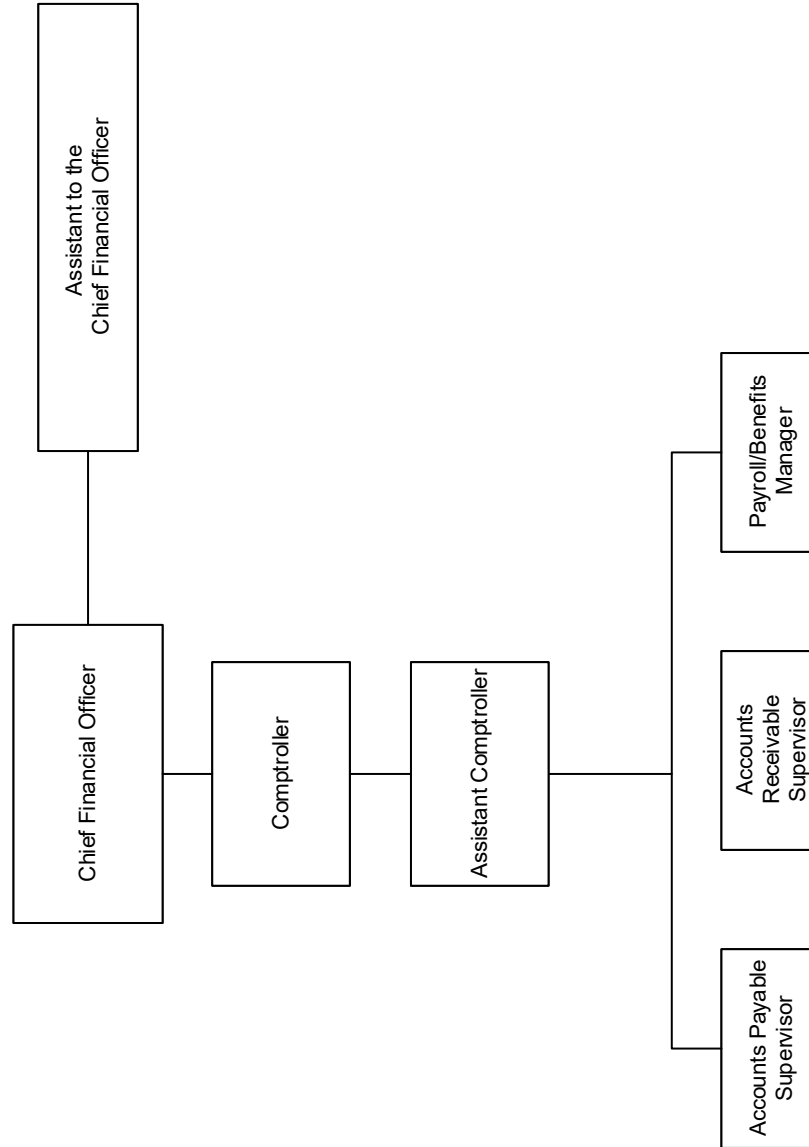 Chief Financial Officer
Assistant to the
Chief Financial Officer
Comptroller
Assistant Comptroller
Accounts Payable
Supervisor
Accounts
Receivable
Supervisor
Payroll/Benefits
Manager